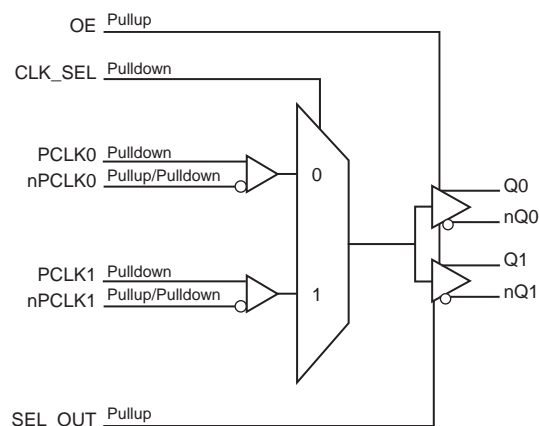 OE Pullup
CLK_SEL Pulldown
PCLK0 Pulldown
nPCLK0 Pullup/Pulldown
0
Q0
nQ0
Q1
nQ1
PCLK1 Pulldown
nPCLK1 Pullup/Pulldown
1
SEL_OUT Pullup